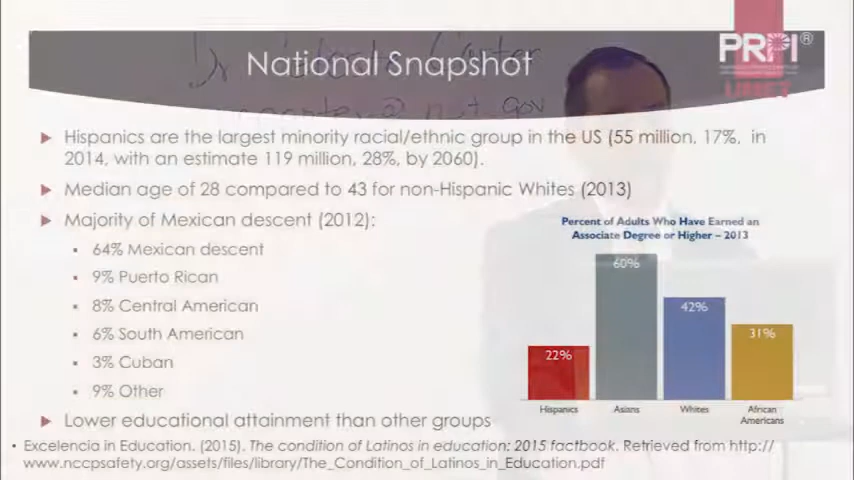 National Snapshot
PRPI®
Hispanics are the largest minority racial/ethnic group in the US (55 million, 17%, in
2014, with an estimate 119 million, 28%, by 2060).
Median age of 28 compared to 43 for non-Hispanic Whites (2013)
Majority of Mexican descent (2012):
64% Mexican descent
9% Puerto Rican
8% Central American
6% South American
3% Cuban
9% Other
Lower educational attainment than other groups
Percent of Adults Who Have Earned an
Associate Degree or Higher – 2013
60%
42%
31%
22%
Hispanics Asians Whites African
Americans
• Excelencia in Education. (2015). The condition of Latinos in education: 2015 factbook. Retrieved from http://
www.nccpsafety.org/assets/files/library/The_Condition_of_Latinos_in_Education.pdf